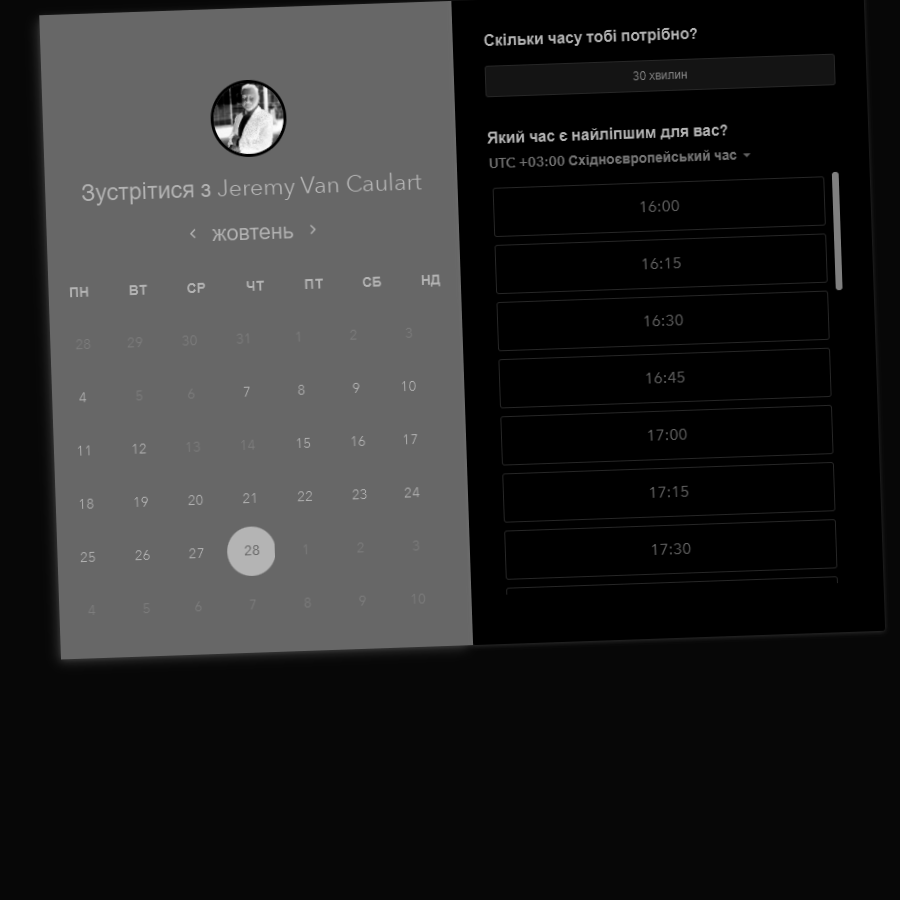 Зустрітися з Jeremy Van Caulart
‹ жовтень ›
ПН ВТ СР ЧТ ПТ СБ НД
28 29 30 31 1 2 3
4 5 6 7 8 9 10
11 12 13 14 15 16 17
18 19 20 21 22 23 24
25 26 27 28 1 2 3
4 5 6 7 8 9 10
Скільки часу тобі потрібно?
30 хвилин
Який час є найліпшим для вас?
UTC +03:00 Східноєвропейський час
16:00
16:15
16:30
16:45
17:00
17:15
17:30